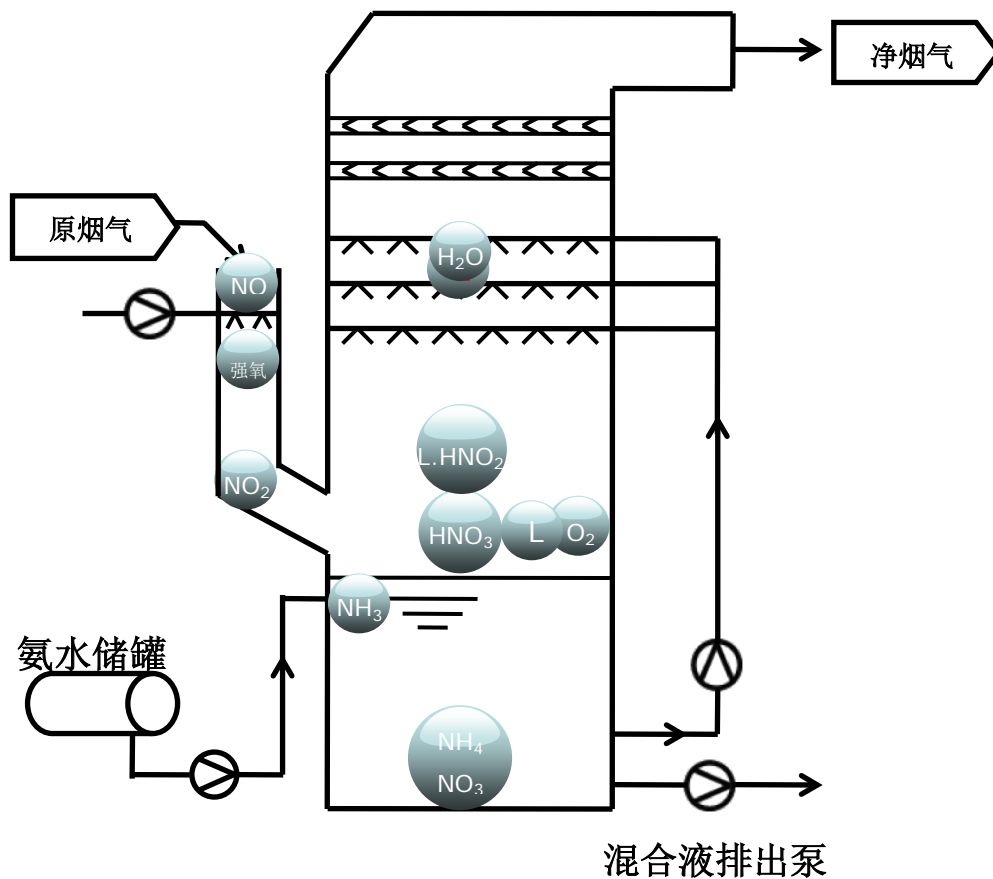 净烟气
原烟气
H₂O
NO
强氧
L.HNO₂
NO₂
HNO₃
L
O₂
NH₃
氨水储罐
NH₄
NO₃
混合液排出泵